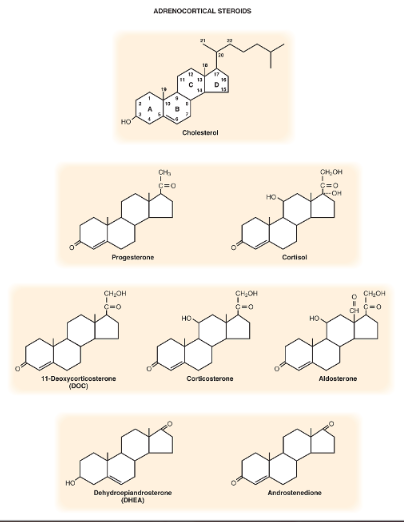 ADRENOCORTICAL STEROIDS
21 22
20
18
12 17
11 13 16
C D
19 14 15
1 9
2 10 8
A B
3 5 7
4 6
HO
Cholesterol
CH₃
C=O
O
Progesterone
CH₂OH
C=O
OH
HO
O
Cortisol
CH₂OH
C=O
O
11-Deoxycorticosterone
(DOC)
CH₂OH
C=O
HO
O
Corticosterone
O CH₂OH
CH C=O
HO
O
Aldosterone
O
HO
Dehydroepiandrosterone
(DHEA)
O
O
Androstenedione